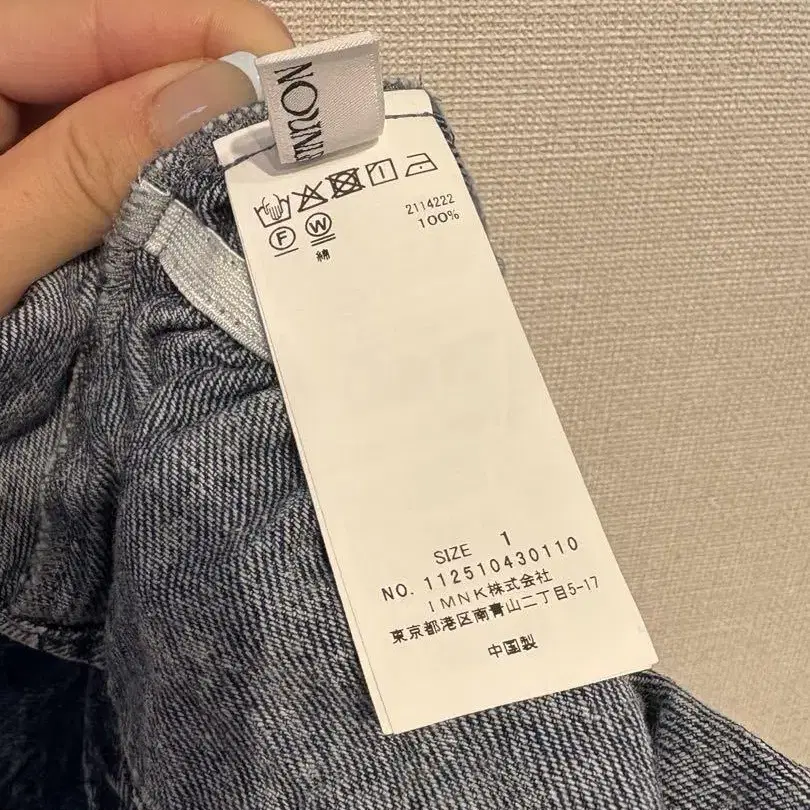 F W
2114222
綿 100%
SIZE 1
NO. 112510430110
IMNK株式会社
東京都港区南青山二丁目5-17
中国製